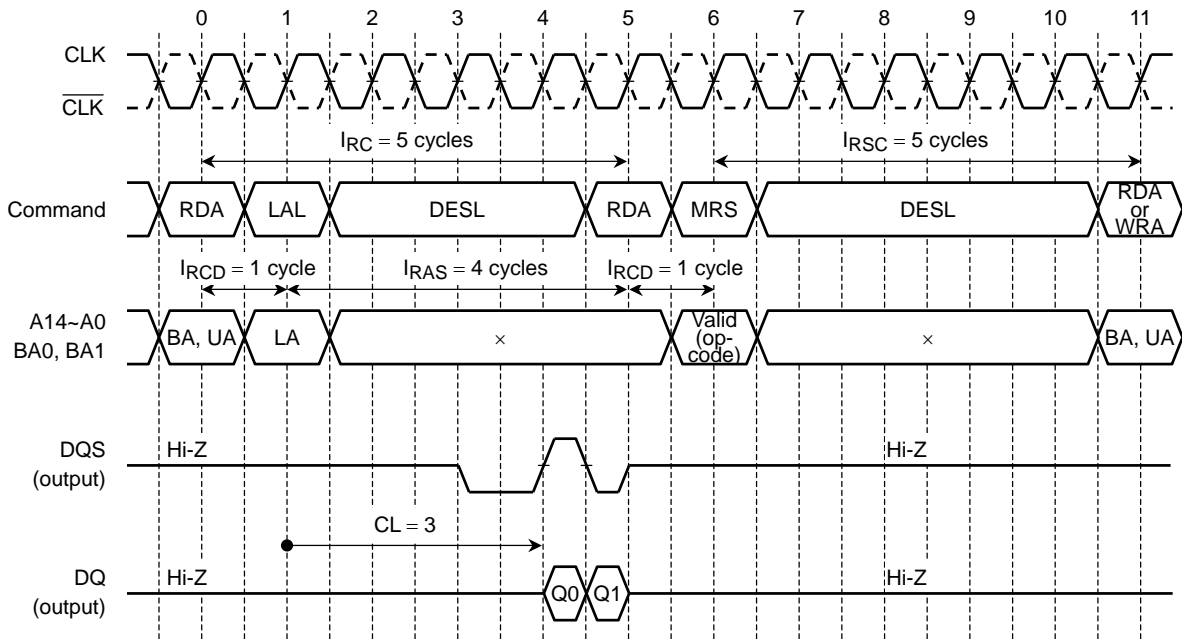 0 1 2 3 4 5 6 7 8 9 10 11
CLK
CLK
IRC = 5 cycles
IRSC = 5 cycles
Command
RDA
LAL
DESL
RDA
MRS
DESL
RDA
or
WRA
IRCD = 1 cycle
IRAS = 4 cycles
IRCD = 1 cycle
A14~A0
BA0, BA1
BA, UA
LA
×
Valid
(op-
code)
×
BA, UA
DQS
(output)
Hi-Z
Hi-Z
CL = 3
DQ
(output)
Hi-Z
Q0
Q1
Hi-Z